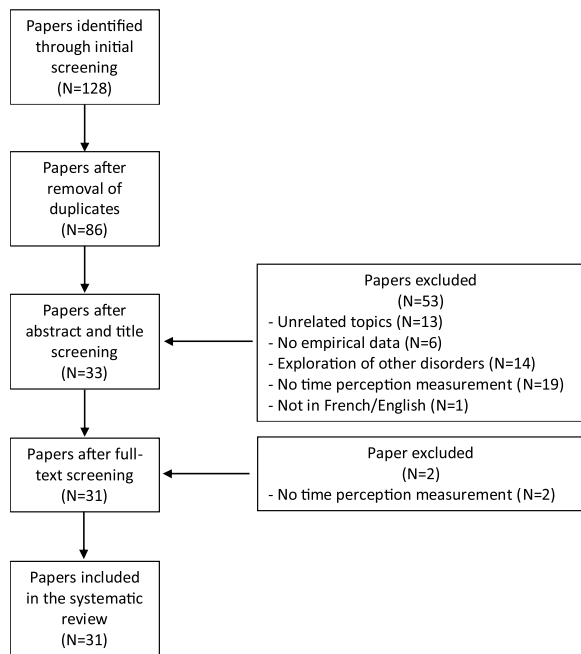 Papers identified
through initial
screening
(N=128)
Papers after
removal of
duplicates
(N=86)
Papers after
abstract and title
screening
(N=33)
Papers excluded
(N=53)
- Unrelated topics (N=13)
- No empirical data (N=6)
- Exploration of other disorders (N=14)
- No time perception measurement (N=19)
- Not in French/English (N=1)
Papers after full-
text screening
(N=31)
Paper excluded
(N=2)
- No time perception measurement (N=2)
Papers included
in the systematic
review
(N=31)